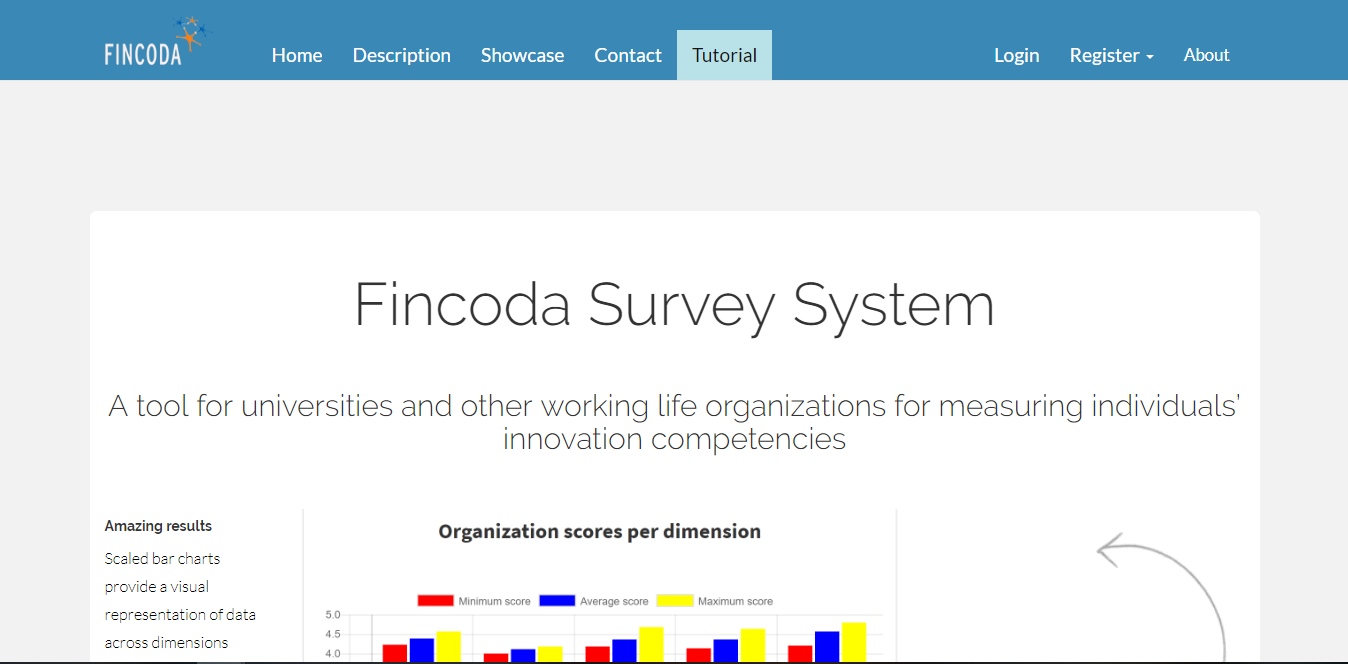 FINCODA
Home Description Showcase Contact Tutorial Login Register About
Fincoda Survey System
A tool for universities and other working life organizations for measuring individuals’
innovation competencies
Amazing results
Scaled bar charts
provide a visual
representation of data
across dimensions
Organization scores per dimension
Minimum score Average score Maximum score
5.0
4.5
4.0